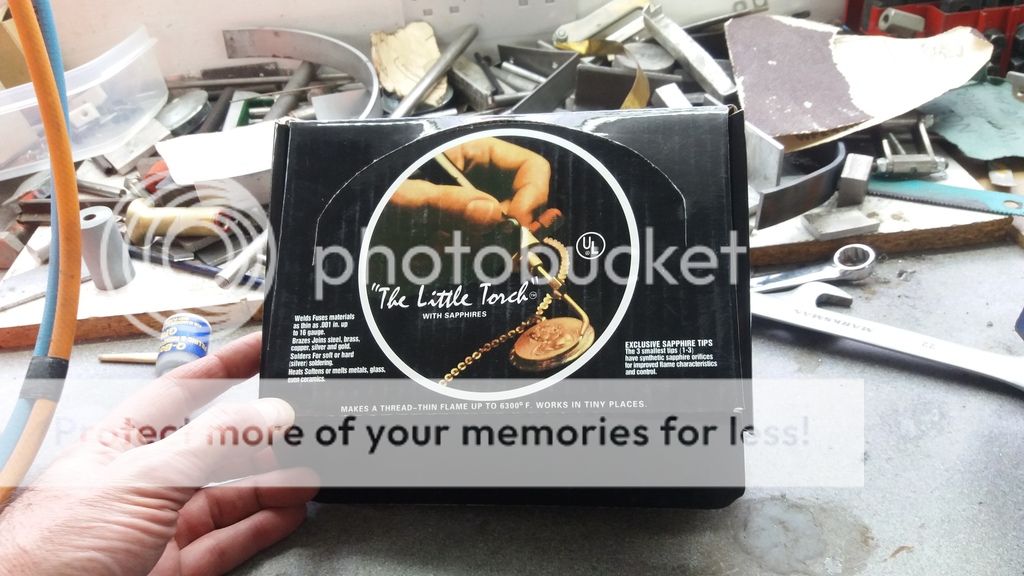 UL
photobucket
"The Little Torch"™
WITH SAPPHIRES
Welds Fuses materials
as thin as .001 in. up
to 16 gauge.
Brazes Joins steel, brass,
copper, silver and gold.
Solders For soft or hard
(silver) soldering.
Heats Softens or melts metals, glass,
even ceramics.
EXCLUSIVE SAPPHIRE TIPS
The 3 smallest tips (1-3)
have synthetic sapphire orifices
for improved flame characteristics
and control.
MAKES A THREAD-THIN FLAME UP TO 6300° F. WORKS IN TINY PLACES.
Protect more of your memories for less!
MARKSMAN